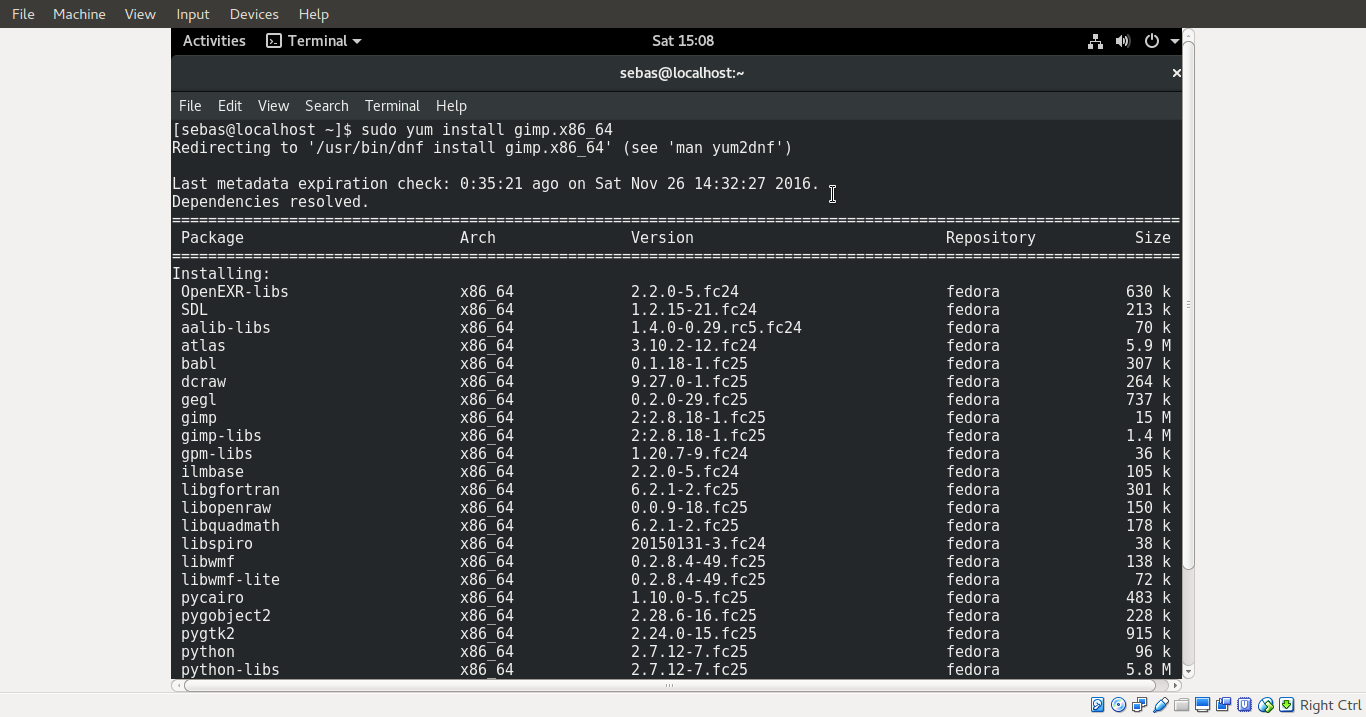 File Machine View Input Devices Help
Activities Terminal Sat 15:08
sebas@localhost:~ ×
File Edit View Search Terminal Help
[sebas@localhost ~]$ sudo yum install gimp.x86_64
Redirecting to '/usr/bin/dnf install gimp.x86_64' (see 'man yum2dnf')
Last metadata expiration check: 0:35:21 ago on Sat Nov 26 14:32:27 2016.
Dependencies resolved.
================================================================================================================
Package Arch Version Repository Size
================================================================================================================
Installing:
OpenEXR-libs x86_64 2.2.0-5.fc24 fedora 630 k
SDL x86_64 1.2.15-21.fc24 fedora 213 k
aalib-libs x86_64 1.4.0-0.29.rc5.fc24 fedora 70 k
atlas x86_64 3.10.2-12.fc24 fedora 5.9 M
babl x86_64 0.1.18-1.fc25 fedora 307 k
dcraw x86_64 9.27.0-1.fc25 fedora 264 k
gegl x86_64 0.2.0-29.fc25 fedora 737 k
gimp x86_64 2:2.8.18-1.fc25 fedora 15 M
gimp-libs x86_64 2:2.8.18-1.fc25 fedora 1.4 M
gpm-libs x86_64 1.20.7-9.fc24 fedora 36 k
ilmbase x86_64 2.2.0-5.fc24 fedora 105 k
libgfortran x86_64 6.2.1-2.fc25 fedora 301 k
libopenraw x86_64 0.0.9-18.fc25 fedora 150 k
libquadmath x86_64 6.2.1-2.fc25 fedora 178 k
libspiro x86_64 20150131-3.fc24 fedora 38 k
libwmf x86_64 0.2.8.4-49.fc25 fedora 138 k
libwmf-lite x86_64 0.2.8.4-49.fc25 fedora 72 k
pycairo x86_64 1.10.0-5.fc25 fedora 483 k
pygobject2 x86_64 2.28.6-16.fc25 fedora 228 k
pygtk2 x86_64 2.24.0-15.fc25 fedora 915 k
python x86_64 2.7.12-7.fc25 fedora 96 k
python-libs x86_64 2.7.12-7.fc25 fedora 5.8 M
Right Ctrl